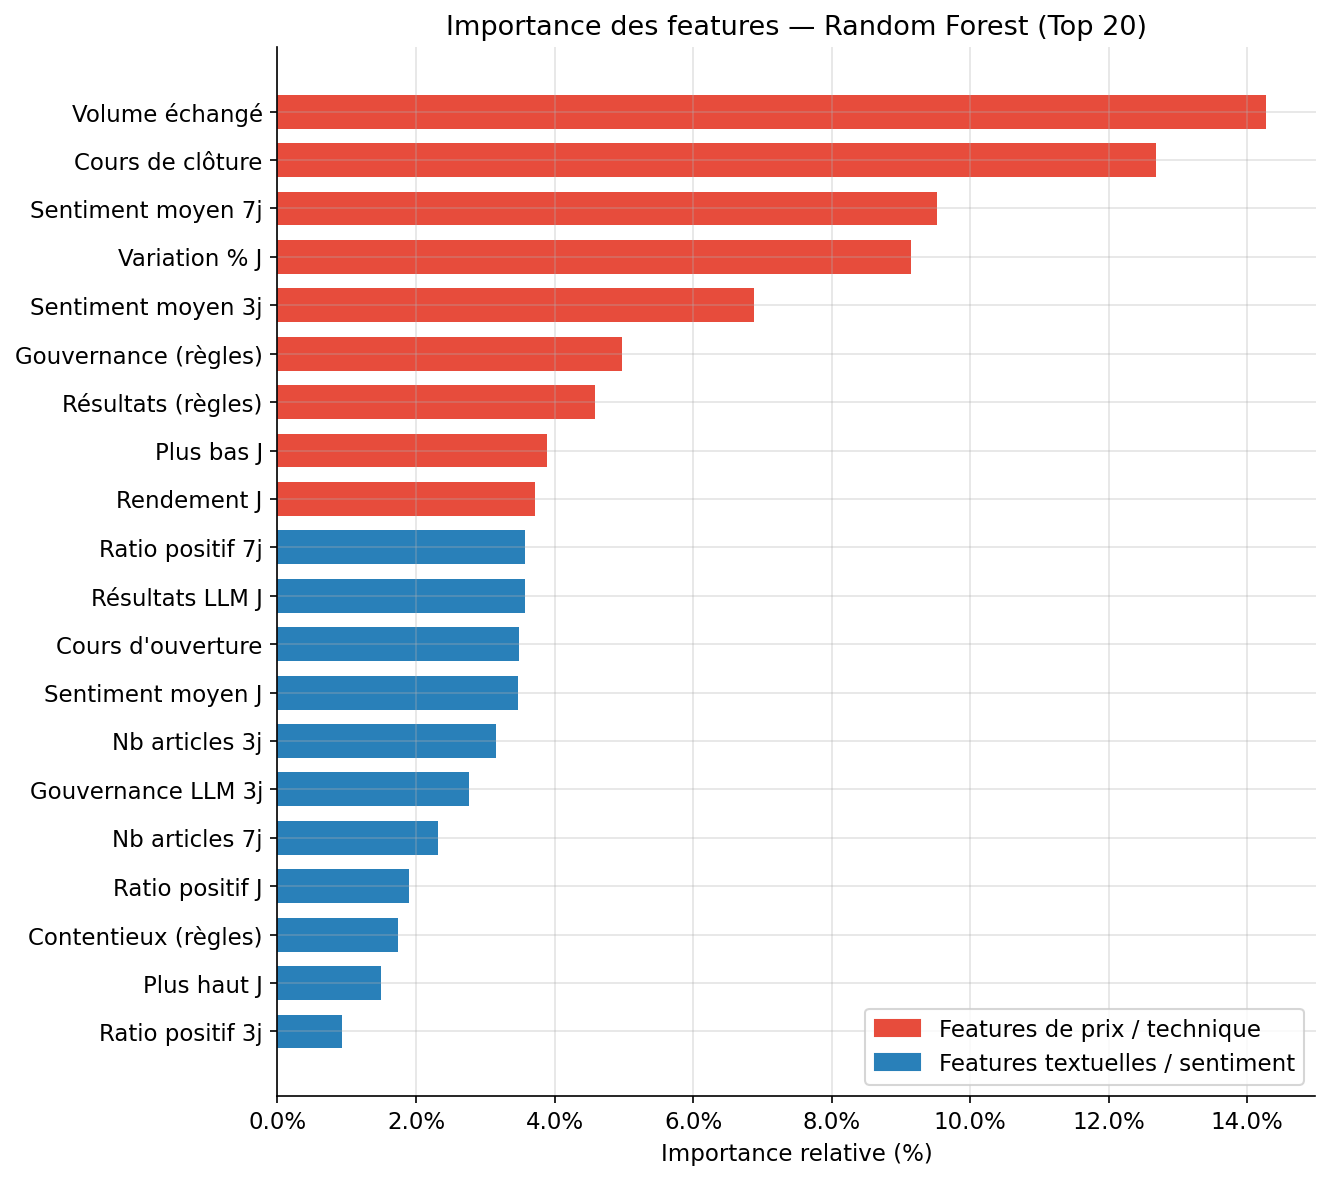 Importance des features — Random Forest (Top 20)
Volume échangé
Cours de clôture
Sentiment moyen 7j
Variation % J
Sentiment moyen 3j
Gouvernance (règles)
Résultats (règles)
Plus bas J
Rendement J
Ratio positif 7j
Résultats LLM J
Cours d'ouverture
Sentiment moyen J
Nb articles 3j
Gouvernance LLM 3j
Nb articles 7j
Ratio positif J
Contentieux (règles)
Plus haut J
Ratio positif 3j
Features de prix / technique
Features textuelles / sentiment
0.0% 2.0% 4.0% 6.0% 8.0% 10.0% 12.0% 14.0%
Importance relative (%)